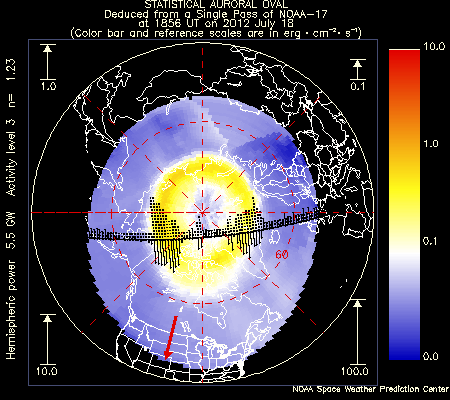 STATISTICAL AURORAL OVAL
Deduced from a Single Pass of NOAA-17
at 1856 UT on 2012 July 18
(Color bar and reference scales are in erg · cm⁻² · s⁻¹)
Hemispheric power 5.5 GW Activity level 3 n= 1.23
1.0
0.1
10.0
100.0
60
10.0
1.0
0.1
0.0
NOAA Space Weather Prediction Center